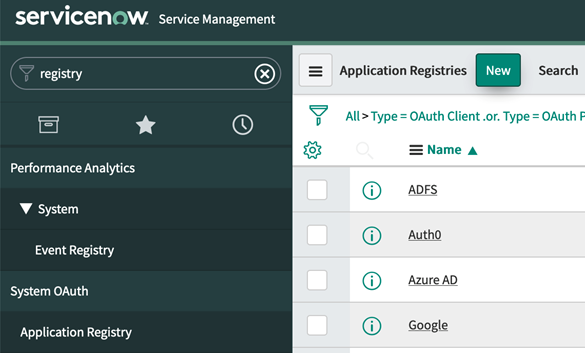 servicenow Service Management
registry
Application Registries New Search
All > Type = OAuth Client .or. Type = OAuth P
Name ▲
Performance Analytics
▼ System
Event Registry
System OAuth
Application Registry
ADFS
Auth0
Azure AD
Google